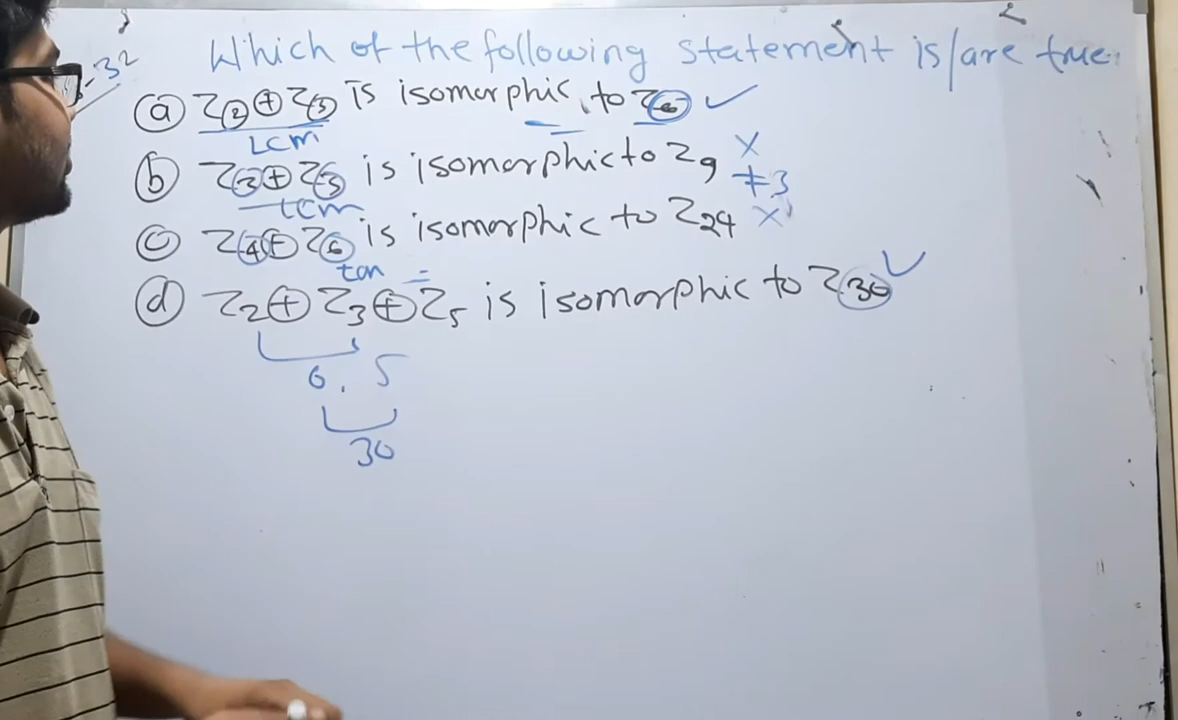 -32
Which of the following statement is/are true.
(a) Z2 ⊕ Z3 is isomorphic to Z6 ✓
LCM
(b) Z3 ⊕ Z3 is isomorphic to Z9 ×
LCM ≠3
(c) Z4 ⊕ Z6 is isomorphic to Z24 ×
LCM =
(d) Z2 ⊕ Z3 ⊕ Z5 is isomorphic to Z30 ✓
6, 5
30